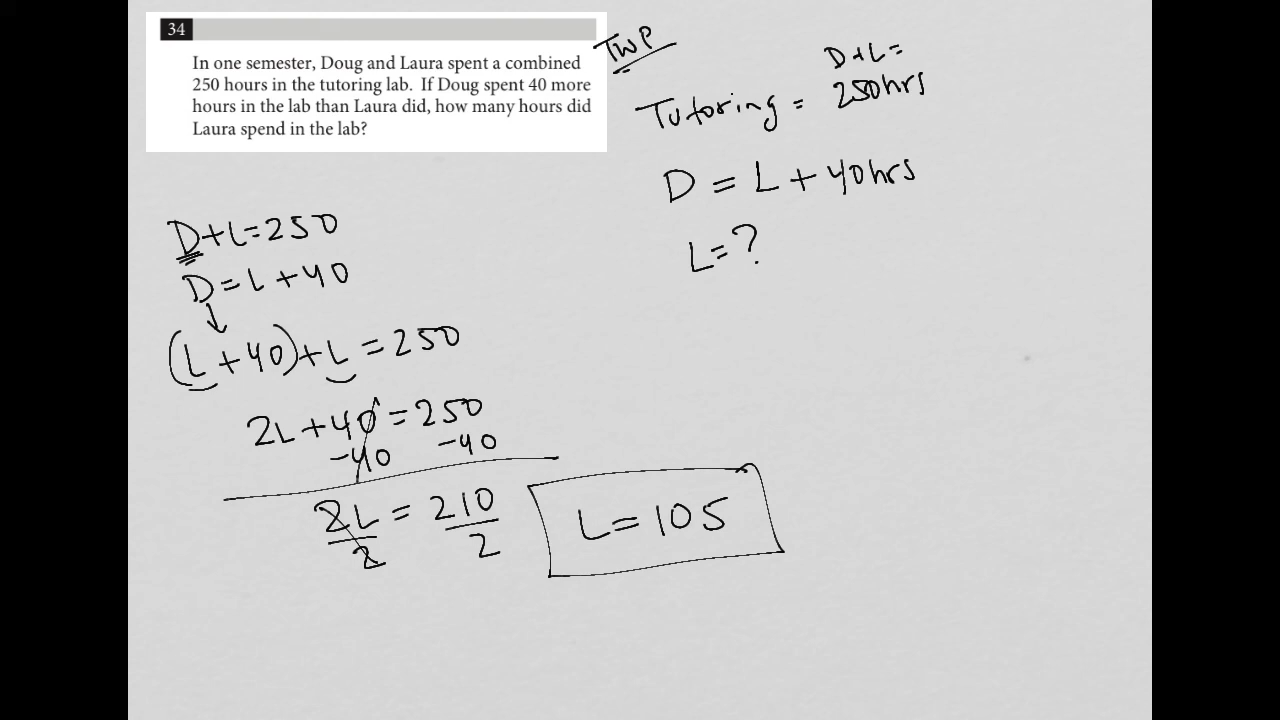 34
In one semester, Doug and Laura spent a combined
250 hours in the tutoring lab. If Doug spent 40 more
hours in the lab than Laura did, how many hours did
Laura spend in the lab?
TWP
D+L=
Tutoring = 250hrs
D = L + 40hrs
L=?
D+L=250
D=L+40
(L+40)+L=250
2L+40=250
-40 -40
2L = 210
2 2
L=105